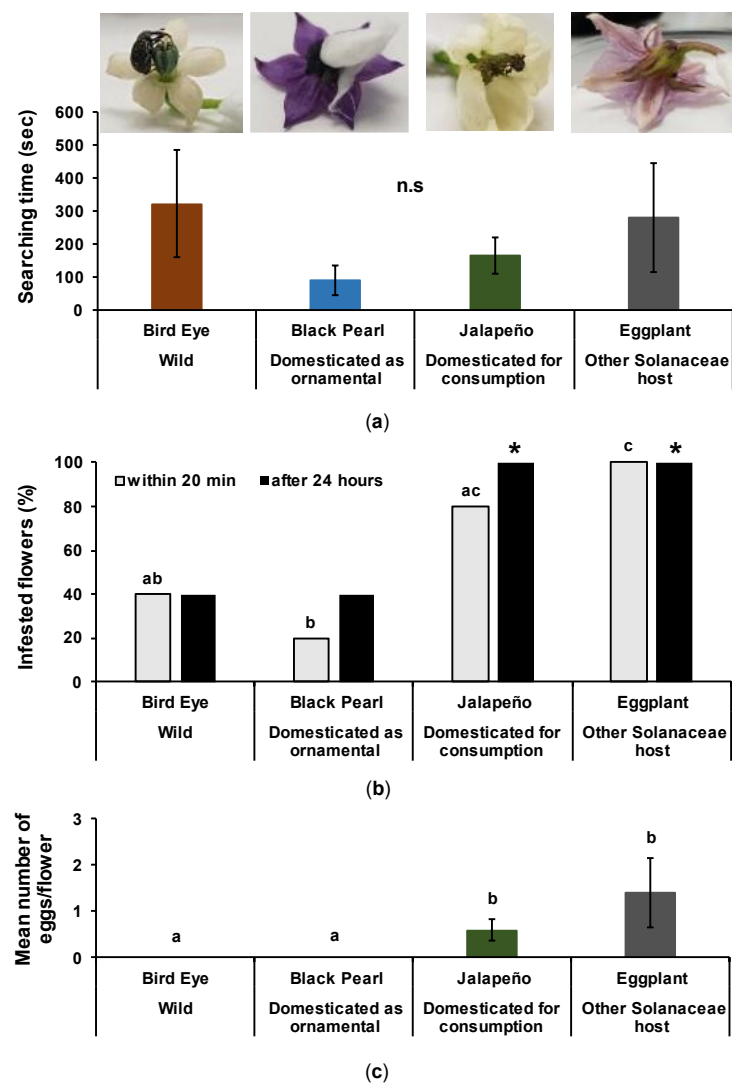 600
500
400
300
200
100
0
Searching time (sec)
n.s
Bird Eye Black Pearl Jalapeño Eggplant
Wild Domesticated as ornamental Domesticated for consumption Other Solanaceae host
(a)
100
80
60
40
20
0
Infested flowers (%)
within 20 min after 24 hours
ab b ac * c *
Bird Eye Black Pearl Jalapeño Eggplant
Wild Domesticated as ornamental Domesticated for consumption Other Solanaceae host
(b)
3
2
1
0
Mean number of
eggs/flower
a a b b
Bird Eye Black Pearl Jalapeño Eggplant
Wild Domesticated as ornamental Domesticated for consumption Other Solanaceae host
(c)